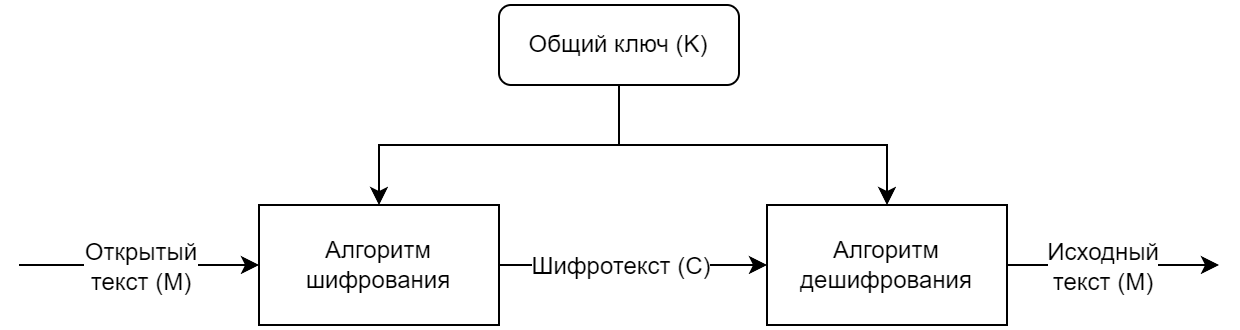 Общий ключ (K)
Открытый
текст (M)
Алгоритм
шифрования
Шифротекст (C)
Алгоритм
дешифрования
Исходный
текст (M)